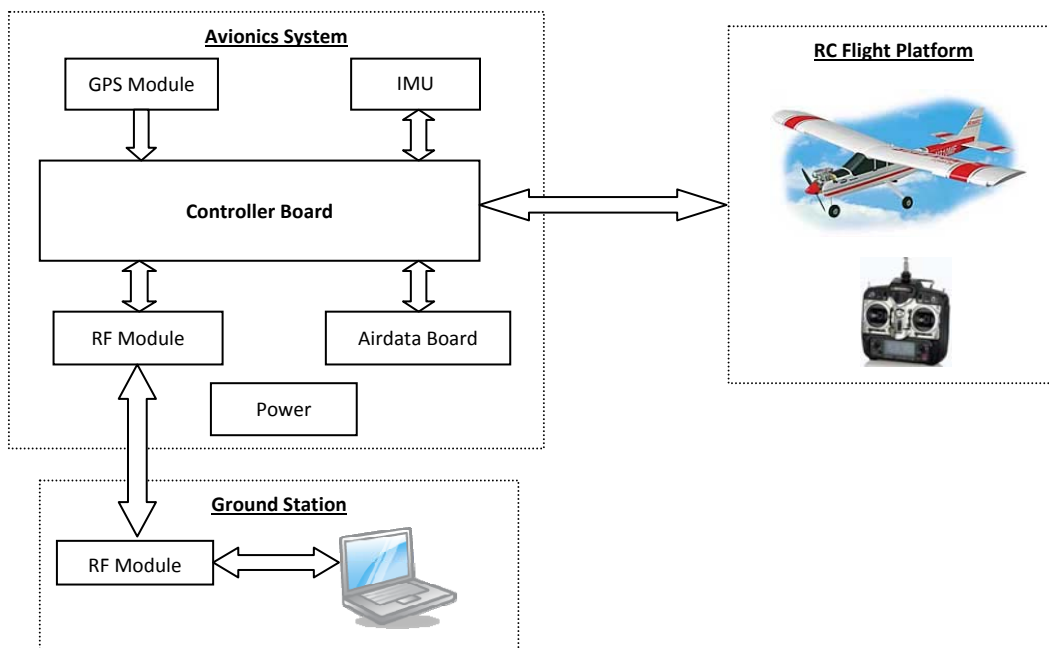 Avionics System
GPS Module
IMU
Controller Board
RF Module
Airdata Board
Power
RC Flight Platform
Ground Station
RF Module